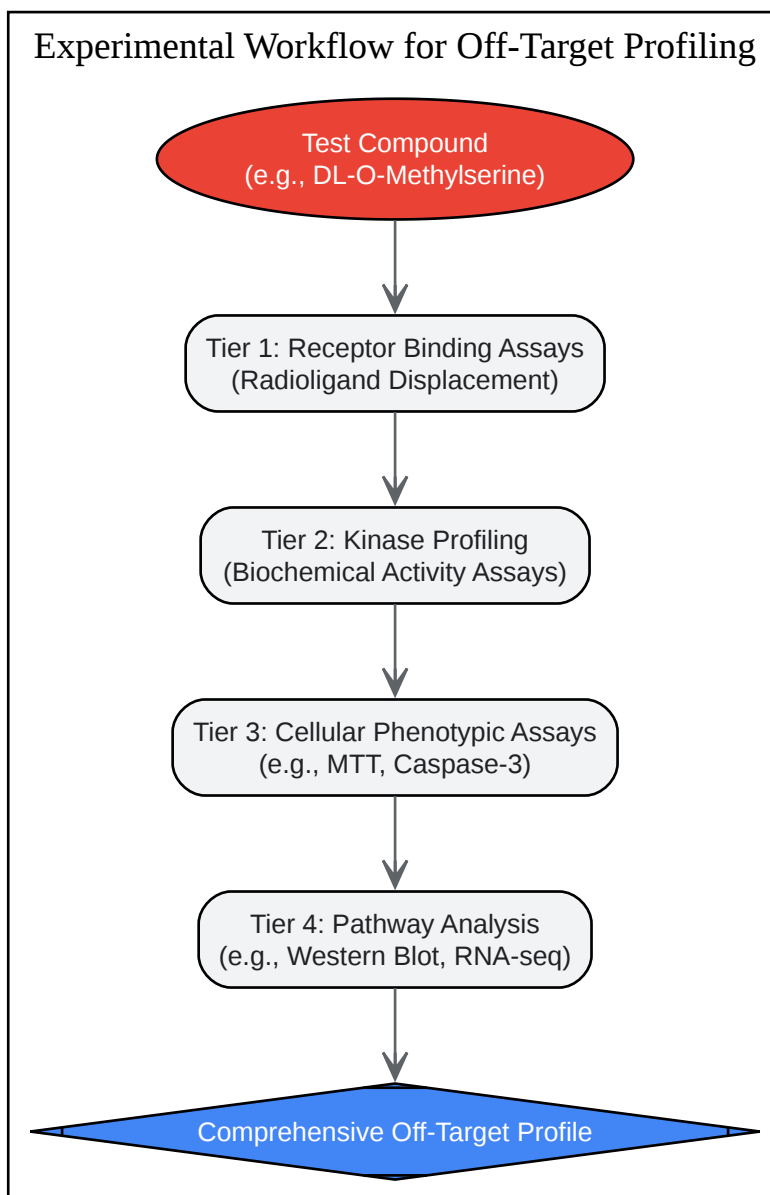 Experimental Workflow for Off-Target Profiling
Test Compound
(e.g., DL-O-Methylserine)
Tier 1: Receptor Binding Assays
(Radioligand Displacement)
Tier 2: Kinase Profiling
(Biochemical Activity Assays)
Tier 3: Cellular Phenotypic Assays
(e.g., MTT, Caspase-3)
Tier 4: Pathway Analysis
(e.g., Western Blot, RNA-seq)
Comprehensive Off-Target Profile